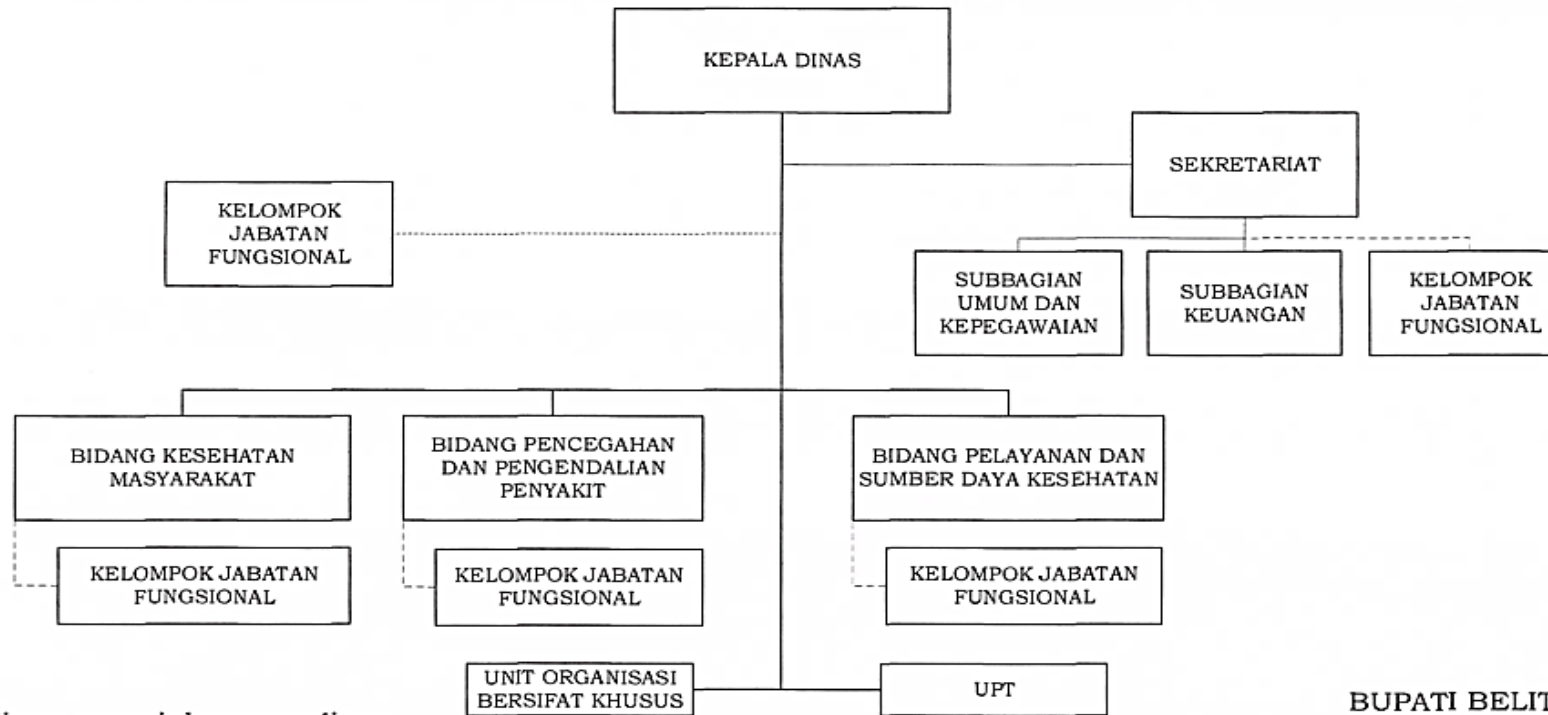 KEPALA DINAS
SEKRETARIAT
KELOMPOK
JABATAN
FUNGSIONAL
SUBBAGIAN
UMUM DAN
KEPEGAWAIAN
SUBBAGIAN
KEUANGAN
KELOMPOK
JABATAN
FUNGSIONAL
BIDANG KESEHATAN
MASYARAKAT
BIDANG PENCEGAHAN
DAN PENGENDALIAN
PENYAKIT
BIDANG PELAYANAN DAN
SUMBER DAYA KESEHATAN
KELOMPOK JABATAN
FUNGSIONAL
KELOMPOK JABATAN
FUNGSIONAL
KELOMPOK JABATAN
FUNGSIONAL
UNIT ORGANISASI
BERSIFAT KHUSUS
UPT
BUPATI BELIT